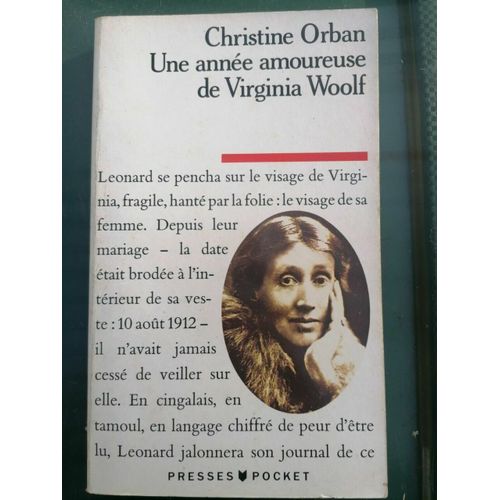 Christine Orban
Une année amoureuse
de Virginia Woolf
Leonard se pencha sur le visage de Virgi-
nia, fragile, hanté par la folie : le visage de sa
femme. Depuis leur
mariage – la date
était brodée à l'in-
térieur de sa ves-
te : 10 août 1912 –
il n'avait jamais
cessé de veiller sur
elle. En cingalais, en
tamoul, en langage chiffré de peur d'être
lu, Leonard jalonnera son journal de ce
PRESSES POCKET